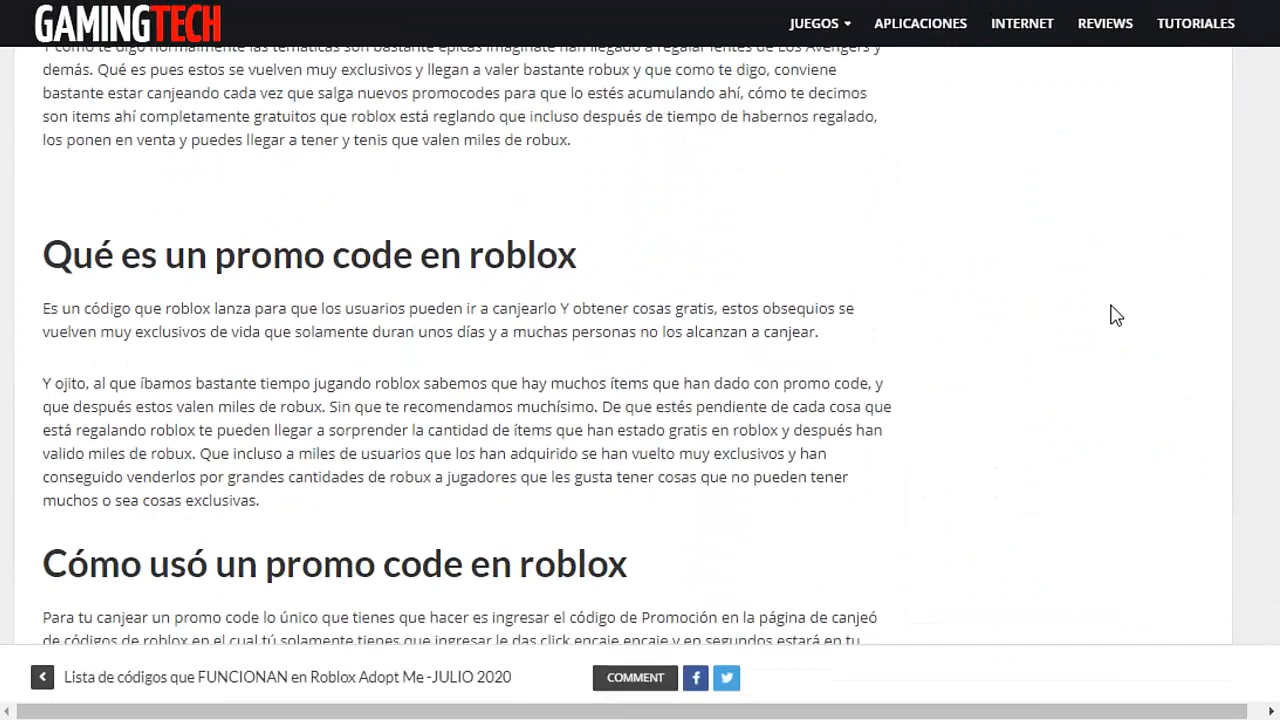 GAMINGTECH
JUEGOS
APLICACIONES
INTERNET
REVIEWS
TUTORIALES
Y como te digo normalmente las temáticas son bastante épicas imagínate han llegado a regalar lentes de Los Avengers y
demás. Qué es pues estos se vuelven muy exclusivos y llegan a valer bastante robux y que como te digo, conviene
bastante estar canjeando cada vez que salga nuevos promocodes para que lo estés acumulando ahí, cómo te decimos
son items ahí completamente gratuitos que roblox está reglando que incluso después de tiempo de habernos regalado,
los ponen en venta y puedes llegar a tener y tenis que valen miles de robux.
Qué es un promo code en roblox
Es un código que roblox lanza para que los usuarios pueden ir a canjearlo Y obtener cosas gratis, estos obsequios se
vuelven muy exclusivos de vida que solamente duran unos días y a muchas personas no los alcanzan a canjear.
Y ojito, al que íbamos bastante tiempo jugando roblox sabemos que hay muchos ítems que han dado con promo code, y
que después estos valen miles de robux. Sin que te recomendamos muchísimo. De que estés pendiente de cada cosa que
está regalando roblox te pueden llegar a sorprender la cantidad de ítems que han estado gratis en roblox y después han
valido miles de robux. Que incluso a miles de usuarios que los han adquirido se han vuelto muy exclusivos y han
conseguido venderlos por grandes cantidades de robux a jugadores que les gusta tener cosas que no pueden tener
muchos o sea cosas exclusivas.
Cómo usó un promo code en roblox
Para tu canjear un promo code lo único que tienes que hacer es ingresar el código de Promoción en la página de canjeó
de códigos de roblox en el cual tú solamente tienes que ingresar le das click encaje encaje y en segundos estará en tu
Lista de códigos que FUNCIONAN en Roblox Adopt Me -JULIO 2020
COMMENT